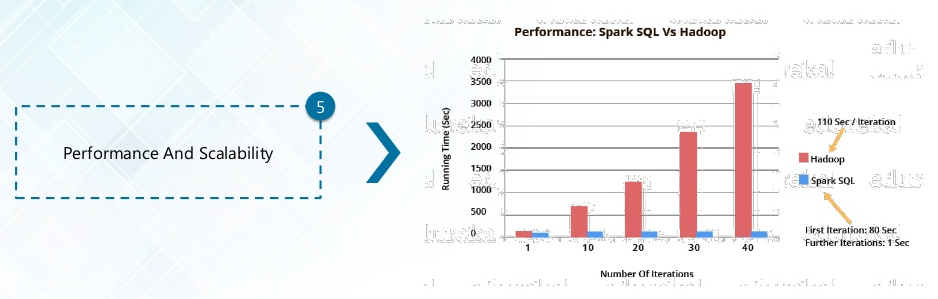 Performance: Spark SQL Vs Hadoop
5
Performance And Scalability
Running Time (Sec)
4000
3500
3000
2500
2000
1500
1000
500
0
1 10 20 30 40
Number Of Iterations
110 Sec / Iteration
Hadoop
Spark SQL
First Iteration: 80 Sec
Further Iterations: 1 Sec